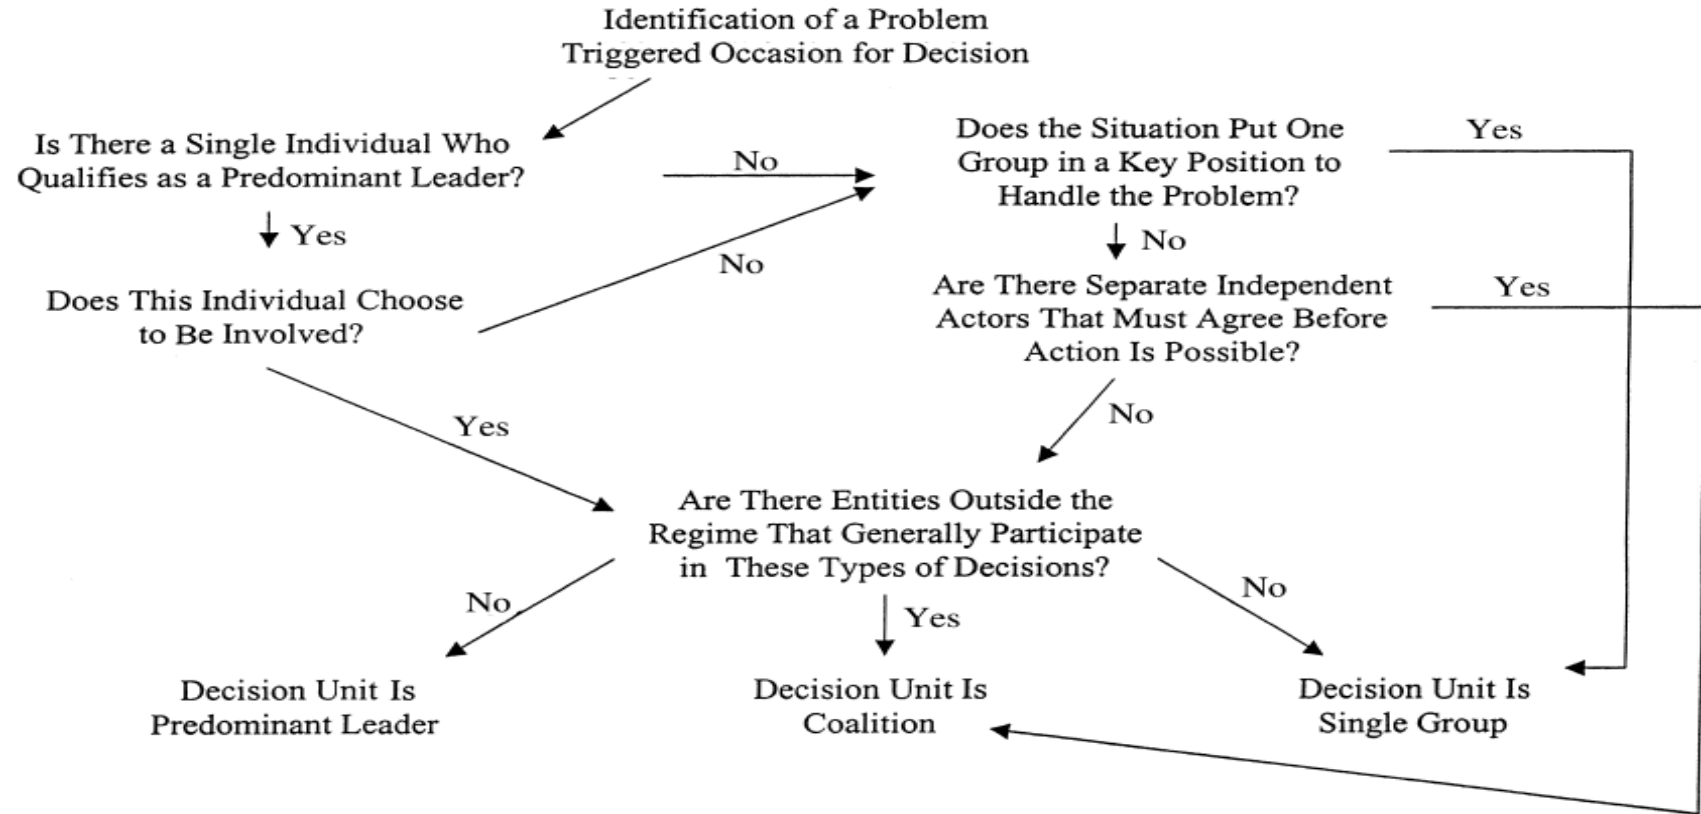 Identification of a Problem
Triggered Occasion for Decision
Is There a Single Individual Who
Qualifies as a Predominant Leader?
No
Does the Situation Put One
Group in a Key Position to
Handle the Problem?
Yes
Yes
No
No
Does This Individual Choose
to Be Involved?
Are There Separate Independent
Actors That Must Agree Before
Action Is Possible?
Yes
Yes
No
Are There Entities Outside the
Regime That Generally Participate
in These Types of Decisions?
No
Yes
No
Decision Unit Is
Predominant Leader
Decision Unit Is
Coalition
Decision Unit Is
Single Group